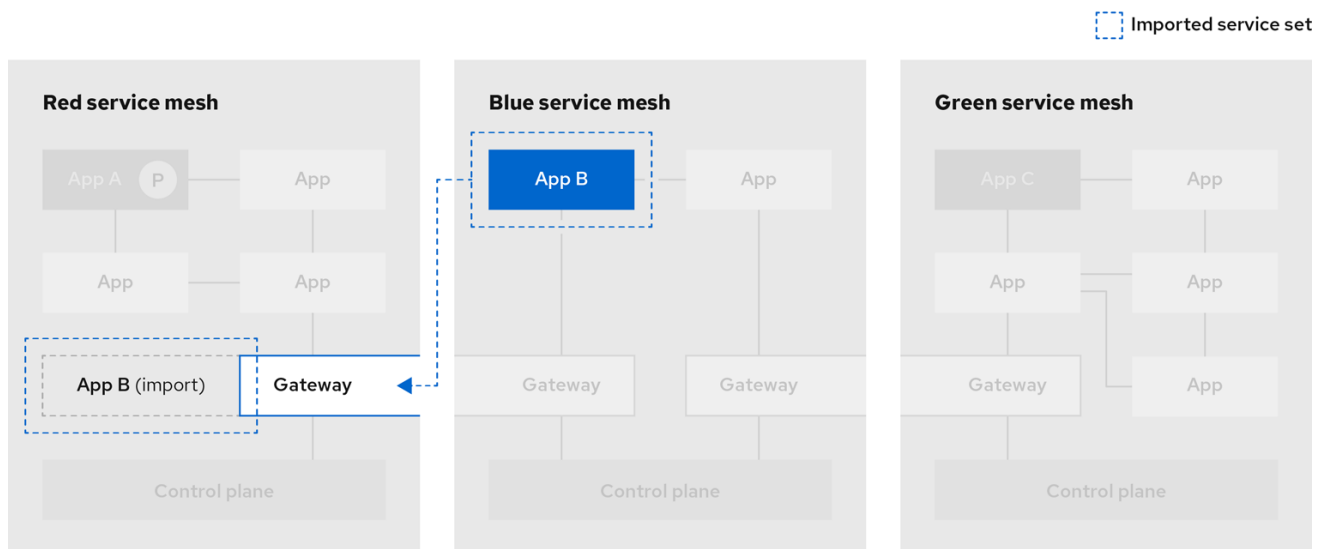 Imported service set
Red service mesh
App A
P
App
App
App
App B (import)
Gateway
Control plane
Blue service mesh
App B
App
Gateway
Gateway
Control plane
Green service mesh
App C
App
App
App
Gateway
App
Control plane